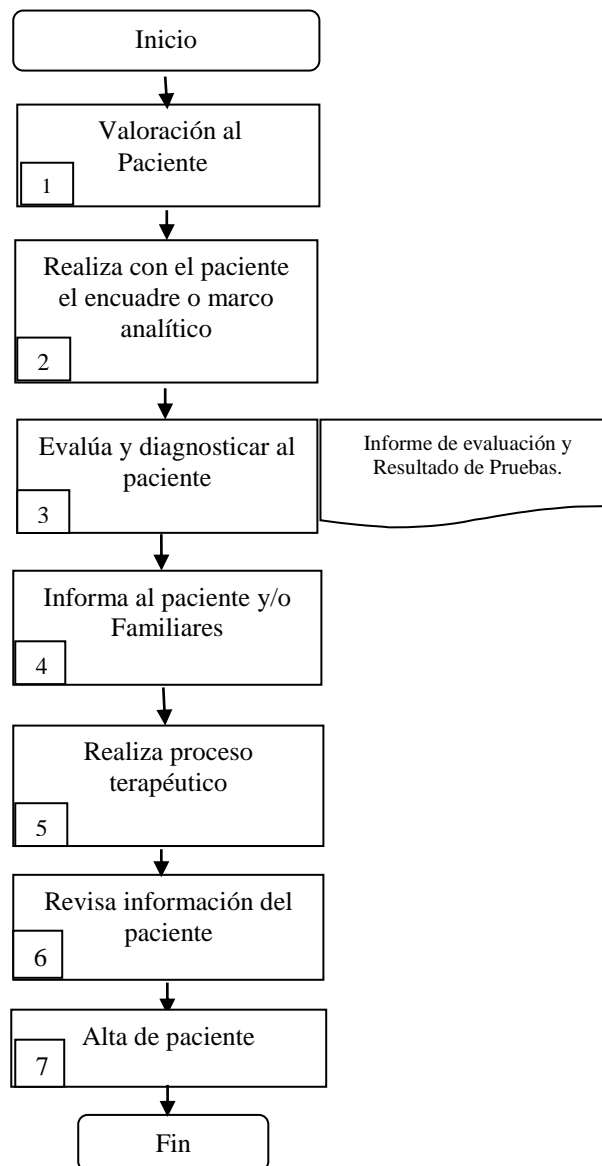 Inicio
Valoración al
Paciente
1
Realiza con el paciente
el encuadre o marco
analítico
2
Evalúa y diagnosticar al
paciente
3
Informe de evaluación y
Resultado de Pruebas.
Informa al paciente y/o
Familiares
4
Realiza proceso
terapéutico
5
Revisa información del
paciente
6
Alta de paciente
7
Fin